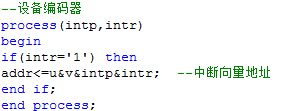 --设备编码器
process(intp,intr)
begin
if(intr='1') then
addr<=u&v&intp&intr;  --中断向量地址
end if;
end process;